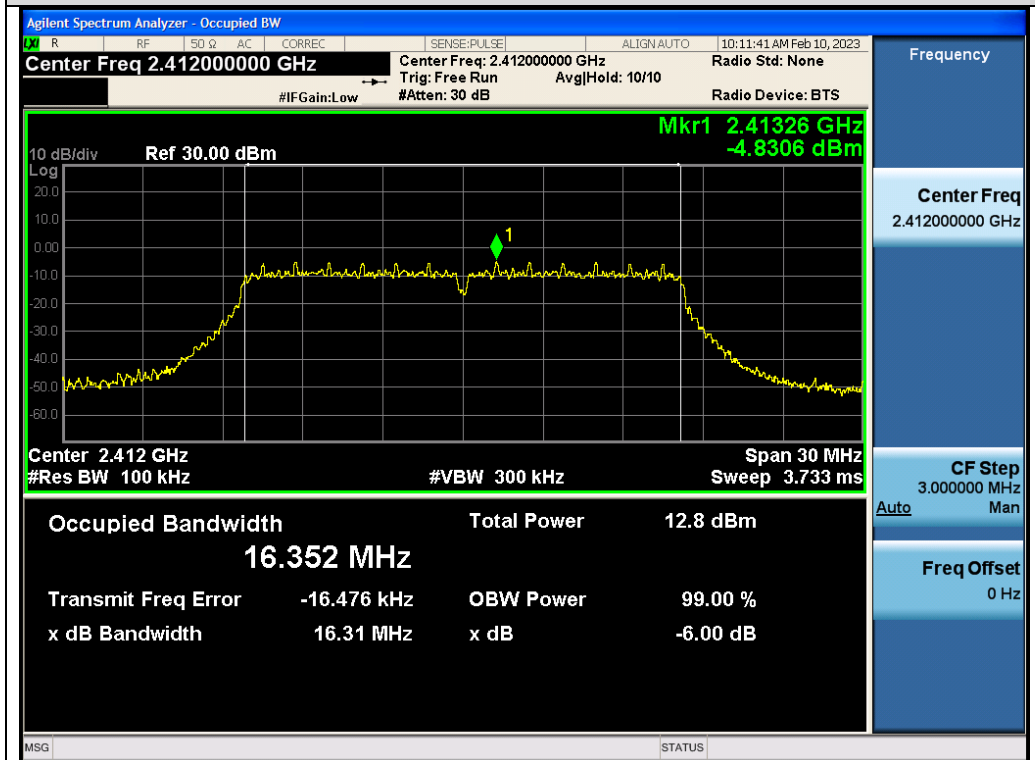 Agilent Spectrum Analyzer - Occupied BW
LXI R RF 50 Ω AC CORREC SENSE:PULSE ALIGN AUTO 10:11:41 AM Feb 10, 2023
Center Freq 2.412000000 GHz
Center Freq: 2.412000000 GHz
Radio Std: None
Trig: Free Run Avg|Hold: 10/10
#IFGain:Low
#Atten: 30 dB
Radio Device: BTS
Mkr1 2.41326 GHz
-4.8306 dBm
10 dB/div Ref 30.00 dBm
Log
20.0
10.0
0.00
-10.0
-20.0
-30.0
-40.0
-50.0
-60.0
1
Center 2.412 GHz Span 30 MHz
#Res BW 100 kHz #VBW 300 kHz Sweep 3.733 ms
Occupied Bandwidth Total Power 12.8 dBm
16.352 MHz
Transmit Freq Error -16.476 kHz OBW Power 99.00 %
x dB Bandwidth 16.31 MHz x dB -6.00 dB
Frequency
Center Freq
2.412000000 GHz
CF Step
3.000000 MHz
Auto Man
Freq Offset
0 Hz
MSG STATUS